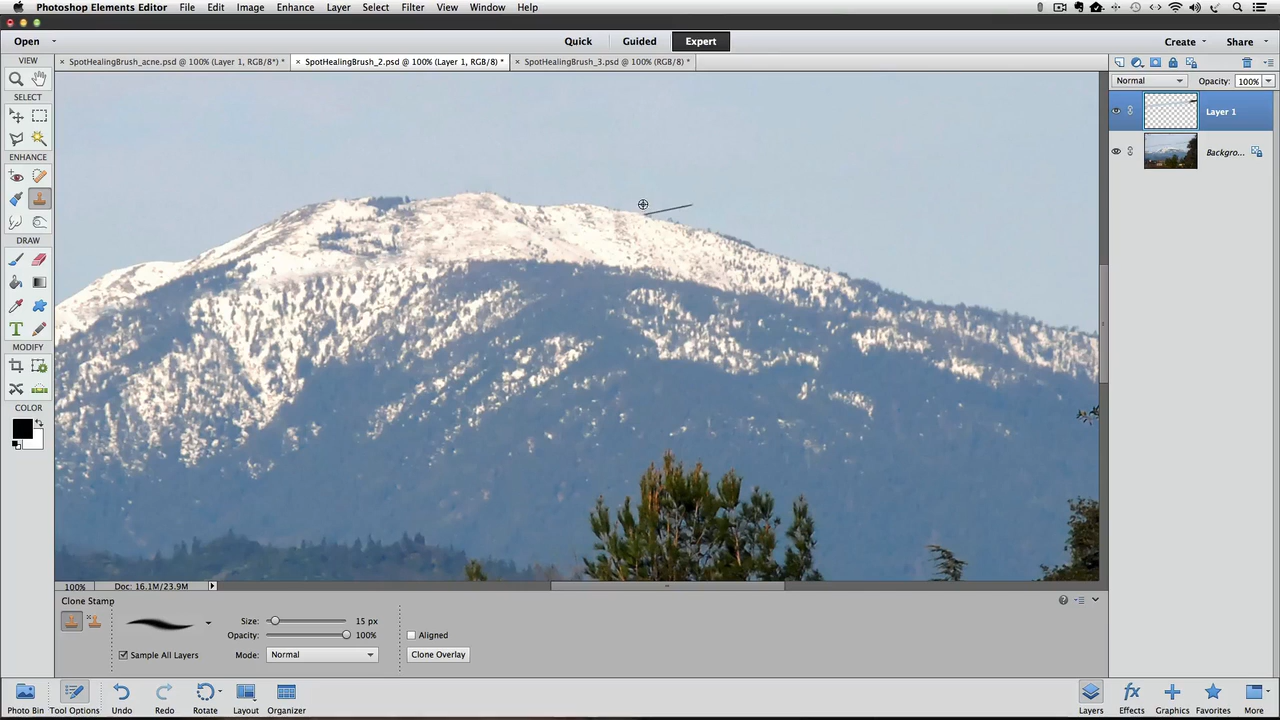 Photoshop Elements Editor File Edit Image Enhance Layer Select Filter View Window Help
Open Quick Guided Expert Create Share
VIEW × SpotHealingBrush_acne.psd @ 100% (Layer 1, RGB/8*) * × SpotHealingBrush_2.psd @ 100% (Layer 1, RGB/8) * × SpotHealingBrush_3.psd @ 100% (RGB/8) *
Normal Opacity: 100%
SELECT
Layer 1
ENHANCE
Backgro...
DRAW
T
MODIFY
COLOR
100% Doc: 16.1M/23.9M
Clone Stamp
Size: 15 px
Opacity: 100% Aligned
Sample All Layers Mode: Normal Clone Overlay
fx
Photo Bin Tool Options Undo Redo Rotate Layout Organizer Layers Effects Graphics Favorites More